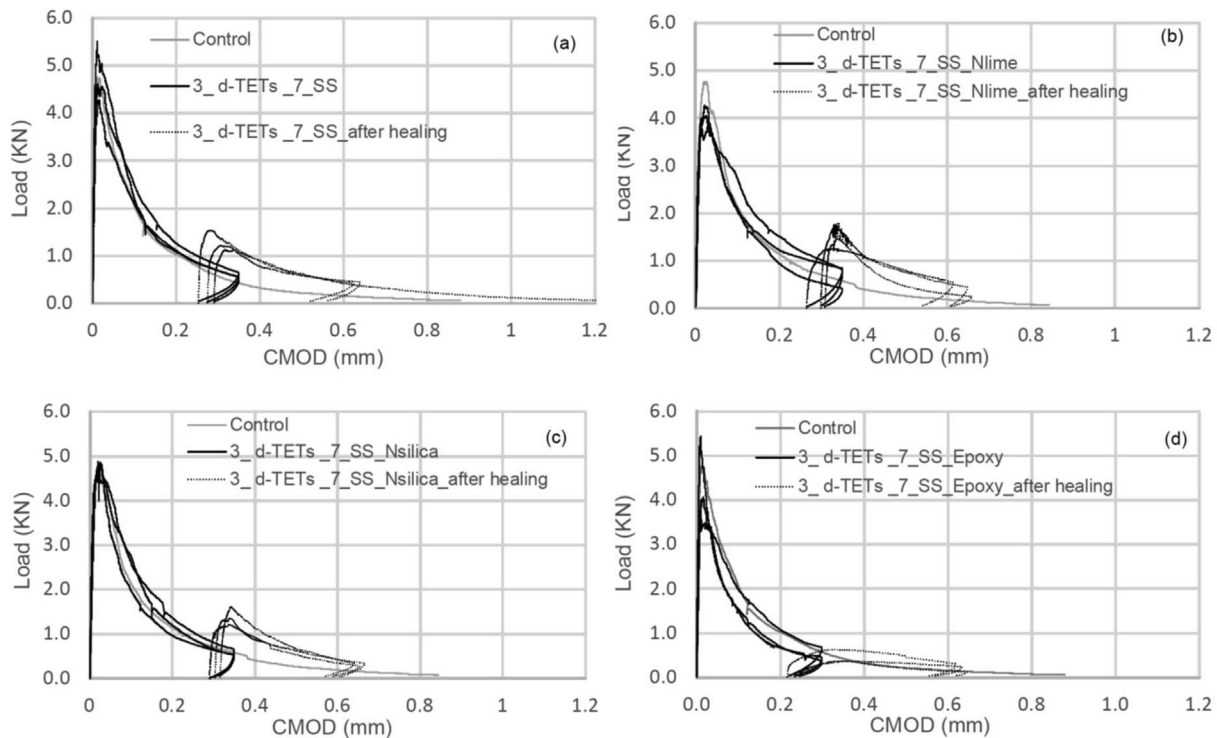 6.0
5.0
4.0
3.0
2.0
1.0
0.0
Load (KN)
Control
3_ d-TETs _7_SS
3_ d-TETs _7_SS_after healing
(a)
0 0.2 0.4 0.6 0.8 1 1.2
CMOD (mm)
6.0
5.0
4.0
3.0
2.0
1.0
0.0
Load (KN)
Control
3_ d-TETs _7_SS_Nlime
3_ d-TETs _7_SS_Nlime_after healing
(b)
0 0.2 0.4 0.6 0.8 1 1.2
CMOD (mm)
6.0
5.0
4.0
3.0
2.0
1.0
0.0
Load (KN)
Control
3_ d-TETs _7_SS_Nsilica
3_ d-TETs _7_SS_Nsilica_after healing
(c)
0.0 0.2 0.4 0.6 0.8 1.0 1.2
CMOD (mm)
6.0
5.0
4.0
3.0
2.0
1.0
0.0
Load (KN)
Control
3_ d-TETs _7_SS_Epoxy
3_ d-TETs _7_SS_Epoxy_after healing
(d)
0 0.2 0.4 0.6 0.8 1 1.2
CMOD (mm)